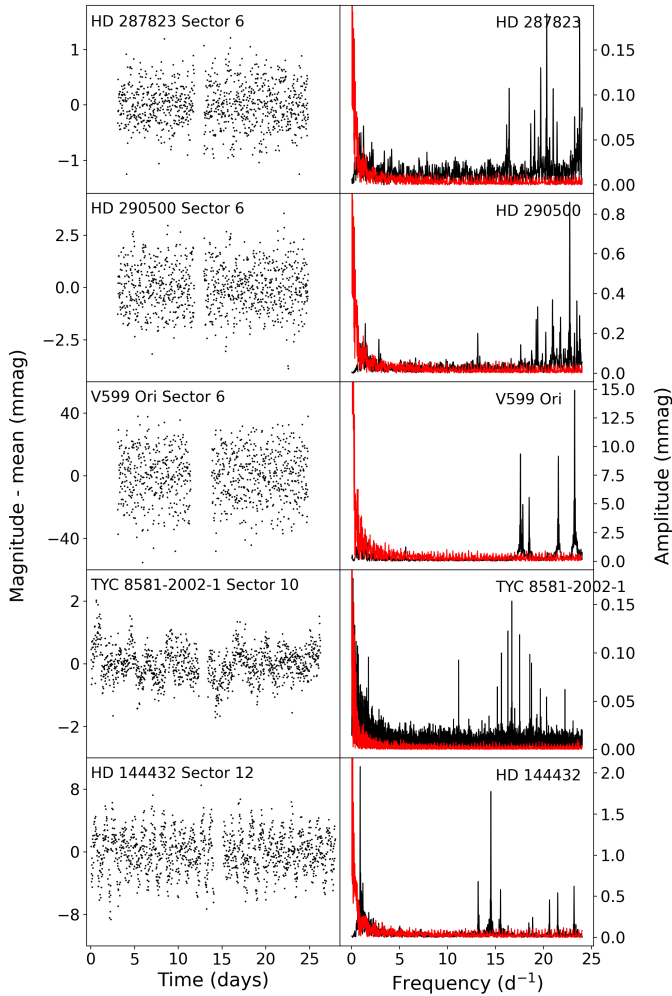 HD 287823 Sector 6
HD 287823
1
0
−1
0.15
0.10
0.05
0.00
HD 290500 Sector 6
HD 290500
2.5
0.0
−2.5
0.8
0.6
0.4
0.2
0.0
V599 Ori Sector 6
V599 Ori
40
0
−40
15.0
12.5
10.0
7.5
5.0
2.5
0.0
TYC 8581-2002-1 Sector 10
TYC 8581-2002-1
2
0
−2
0.15
0.10
0.05
0.00
HD 144432 Sector 12
HD 144432
8
0
−8
2.0
1.5
1.0
0.5
0.0
0 5 10 15 20 25
0 5 10 15 20 25
Time (days)
Frequency (d⁻¹)
Magnitude - mean (mmag)
Amplitude (mmag)